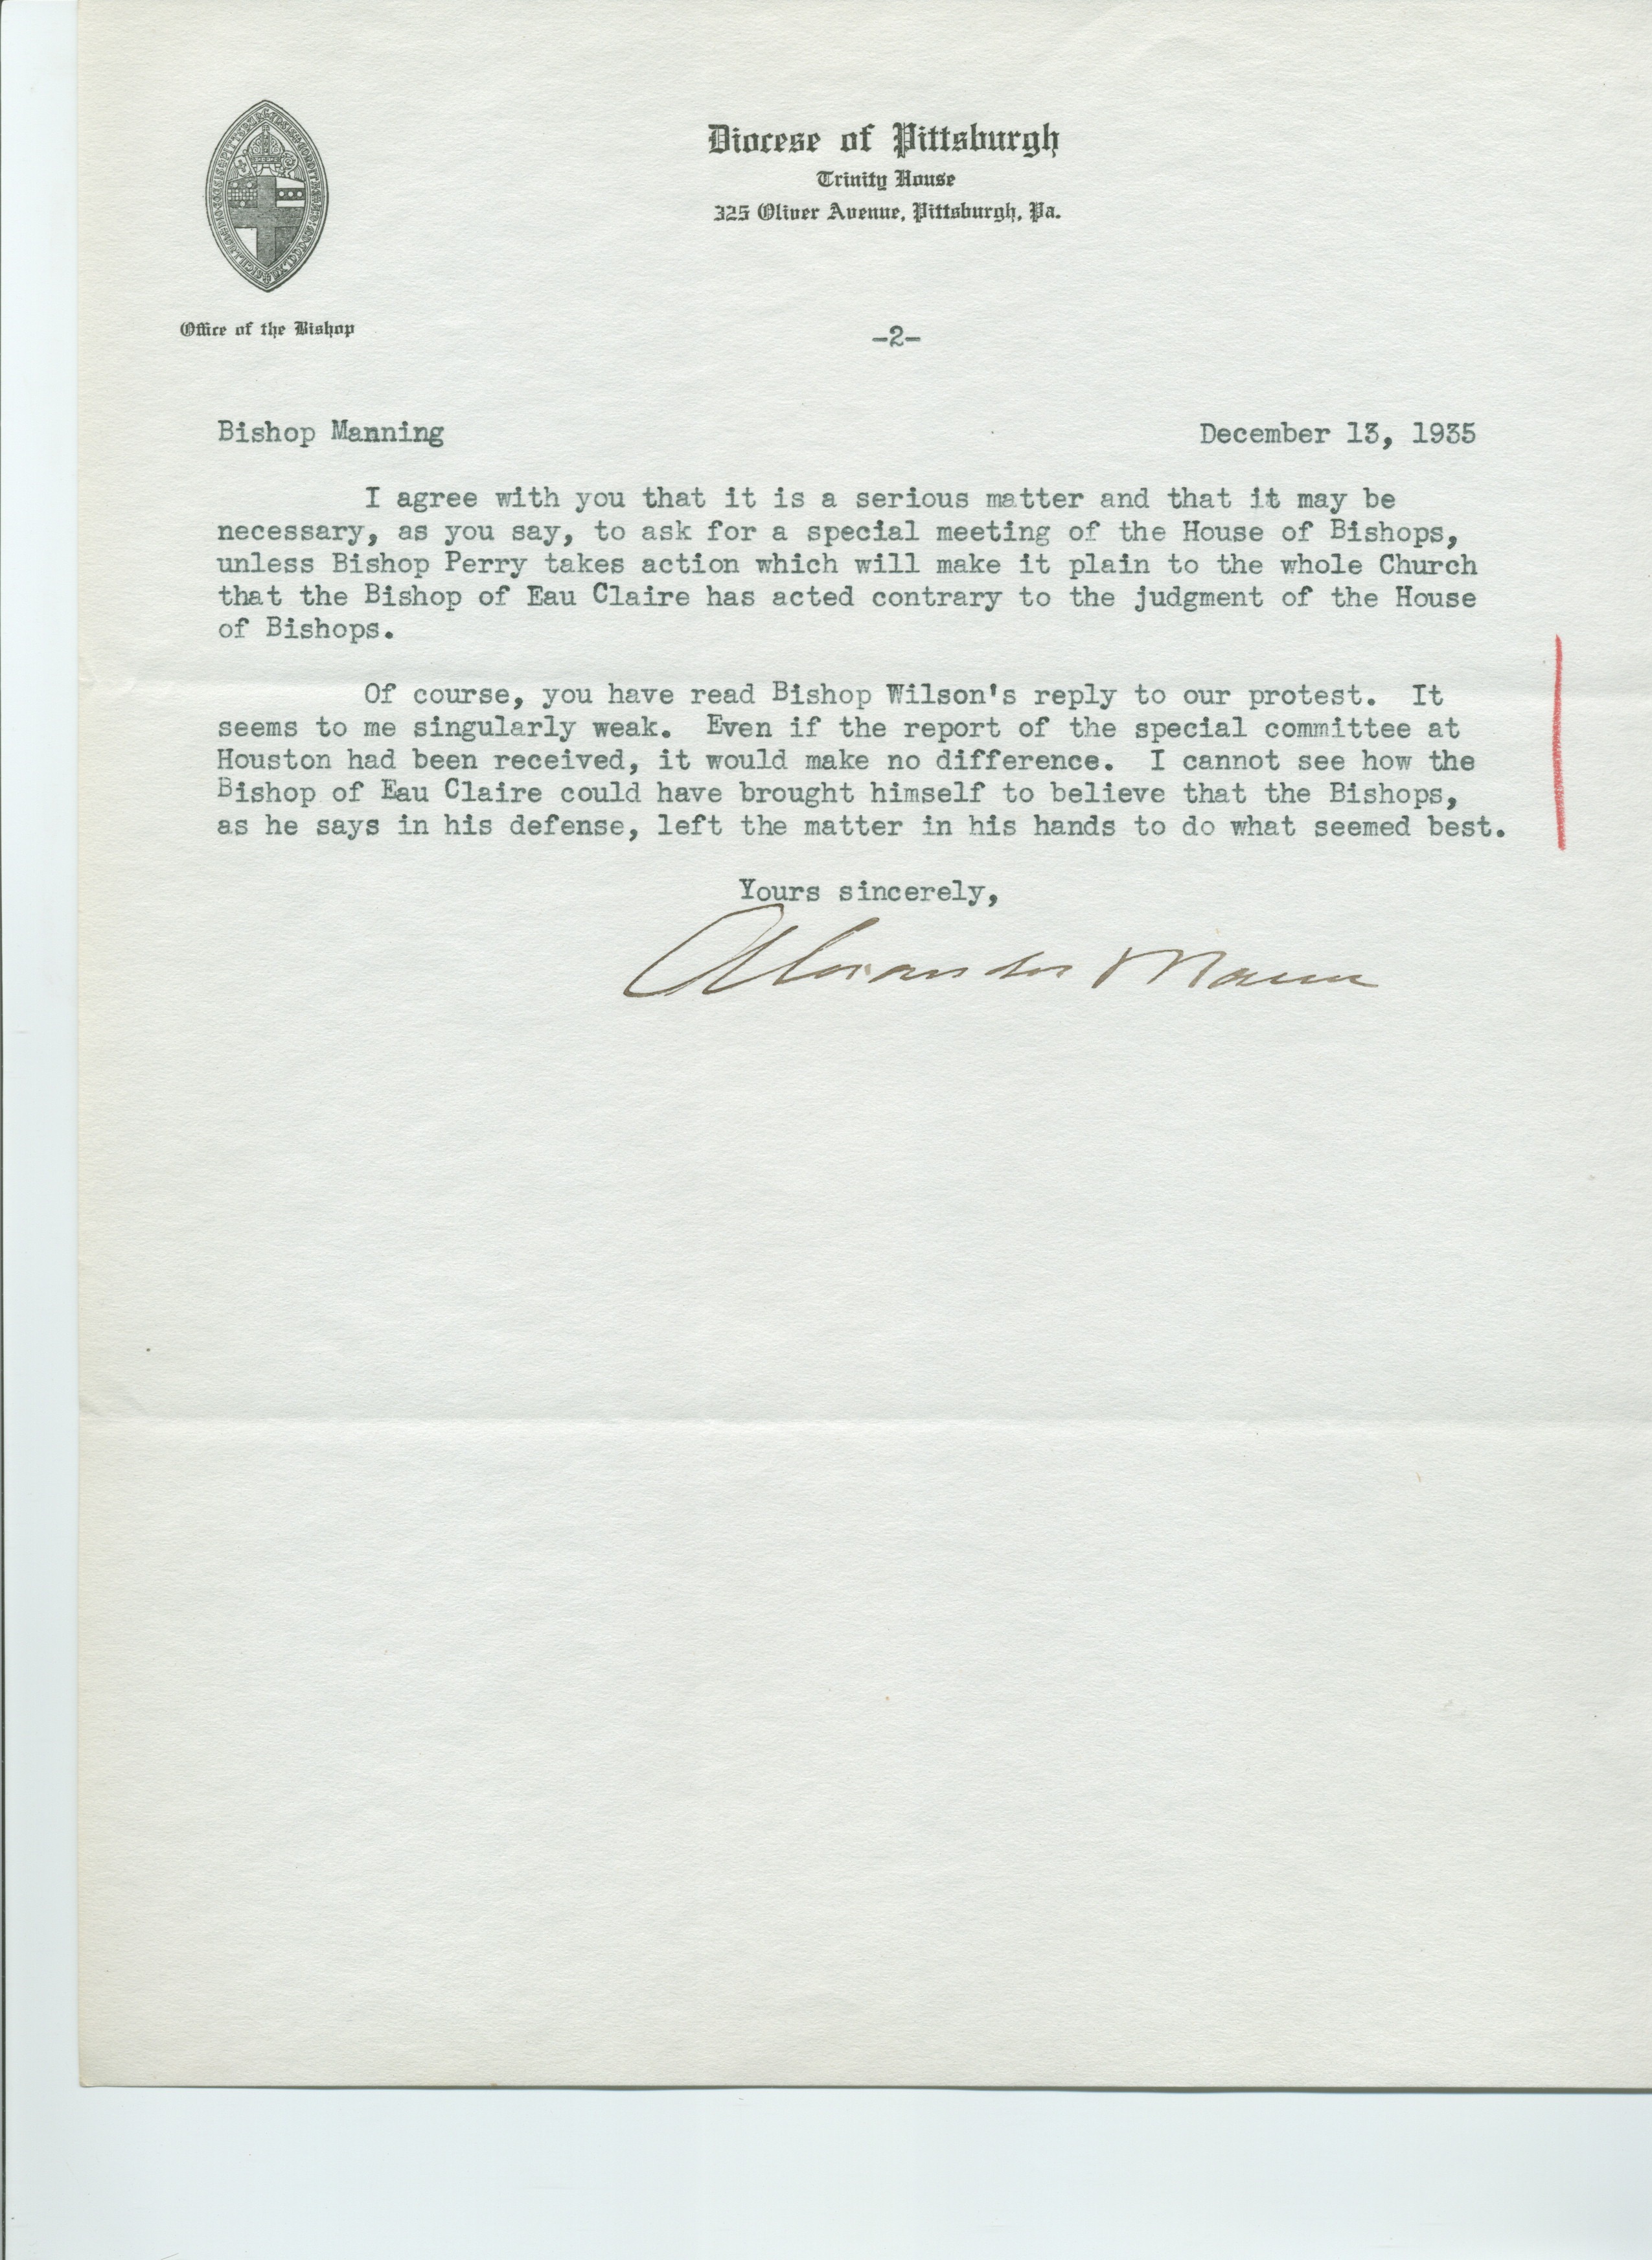 Diocese of Pittsburgh
Trinity House
325 Oliver Avenue, Pittsburgh, Pa.
Office of the Bishop
-2-
Bishop Manning December 13, 1935
I agree with you that it is a serious matter and that it may be
necessary, as you say, to ask for a special meeting of the House of Bishops,
unless Bishop Perry takes action which will make it plain to the whole Church
that the Bishop of Eau Claire has acted contrary to the judgment of the House
of Bishops.
Of course, you have read Bishop Wilson's reply to our protest. It
seems to me singularly weak. Even if the report of the special committee at
Houston had been received, it would make no difference. I cannot see how the
Bishop of Eau Claire could have brought himself to believe that the Bishops,
as he says in his defense, left the matter in his hands to do what seemed best.
Yours sincerely,
Alexander Mann